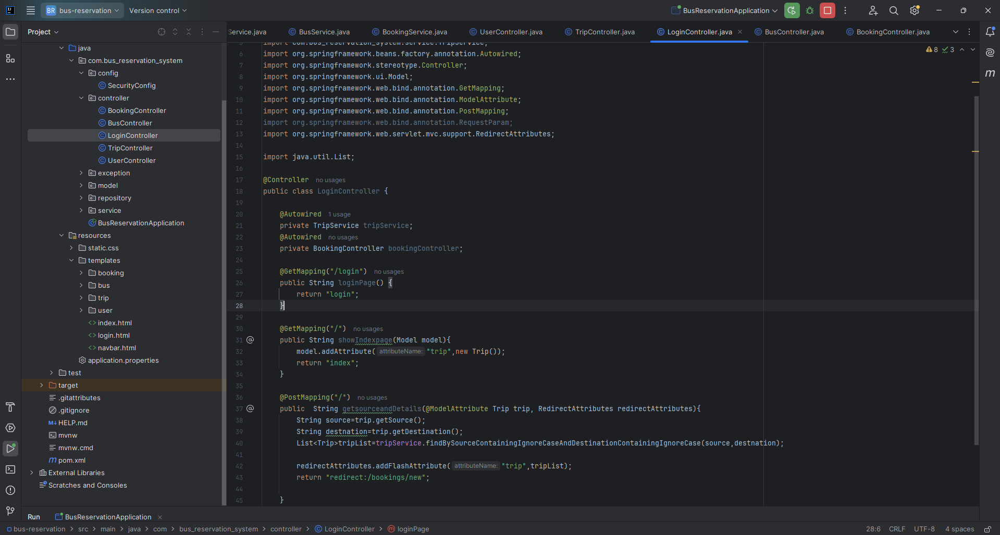 BR bus-reservation Version control BusReservationApplication
Project
Service.java BusService.java BookingService.java UserController.java TripController.java LoginController.java BusController.java BookingController.java
java
com.bus_reservation_system
config
SecurityConfig
controller
BookingController
BusController
LoginController
TripController
UserController
exception
model
repository
service
BusReservationApplication
resources
static.css
templates
booking
bus
trip
user
<> index.html
<> login.html
<> navbar.html
application.properties
test
target
.gitattributes
.gitignore
M↓ HELP.md
mvnw
mvnw.cmd
m pom.xml
External Libraries
Scratches and Consoles
8 3
5 import com.bus_reservation_system.service.TripService;
6 import org.springframework.beans.factory.annotation.Autowired;
7 import org.springframework.stereotype.Controller;
8 import org.springframework.ui.Model;
9 import org.springframework.web.bind.annotation.GetMapping;
10 import org.springframework.web.bind.annotation.ModelAttribute;
11 import org.springframework.web.bind.annotation.PostMapping;
12 import org.springframework.web.bind.annotation.RequestParam;
13 import org.springframework.web.servlet.mvc.support.RedirectAttributes;
14
15 import java.util.List;
16
17 @Controller no usages
18 public class LoginController {
19
20 @Autowired 1 usage
21 private TripService tripService;
22 @Autowired no usages
23 private BookingController bookingController;
24
25 @GetMapping("/login") no usages
26 public String loginPage() {
27 return "login";
28 }
29
30 @GetMapping("/") no usages
31 public String showIndexpage(Model model){
32 model.addAttribute( attributeName: "trip",new Trip());
33 return "index";
34 }
35
36 @PostMapping("/") no usages
37 public  String getsourceandDetails(@ModelAttribute Trip trip, RedirectAttributes redirectAttributes){
38 String source=trip.getSource();
39 String destnation=trip.getDestination();
40 List<Trip>tripList=tripService.findBySourceContainingIgnoreCaseAndDestinationContainingIgnoreCase(source,destnation);
41
42 redirectAttributes.addFlashAttribute( attributeName: "trip",tripList);
43 return "redirect:/bookings/new";
44
45 }
m
Run BusReservationApplication
bus-reservation > src > main > java > com > bus_reservation_system > controller > LoginController > loginPage 28:6 CRLF UTF-8 4 spaces